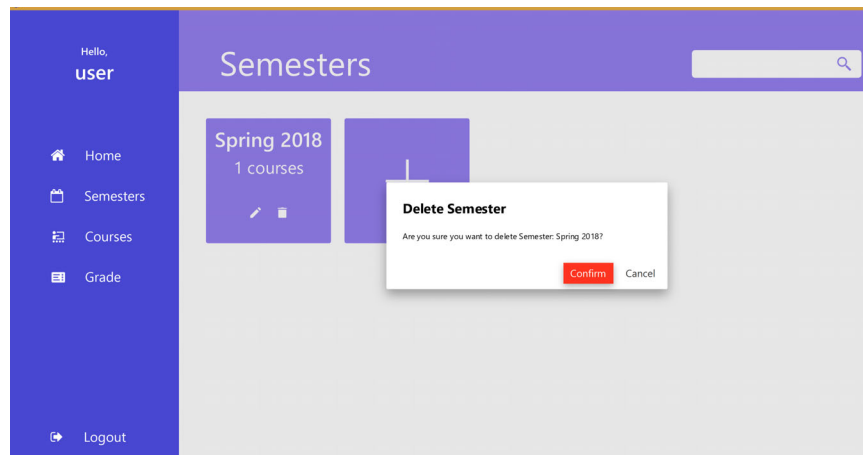 Hello,
user
Home
Semesters
Courses
Grade
Logout
Semesters
Spring 2018
1 courses
Delete Semester
Are you sure you want to delete Semester: Spring 2018?
Confirm Cancel